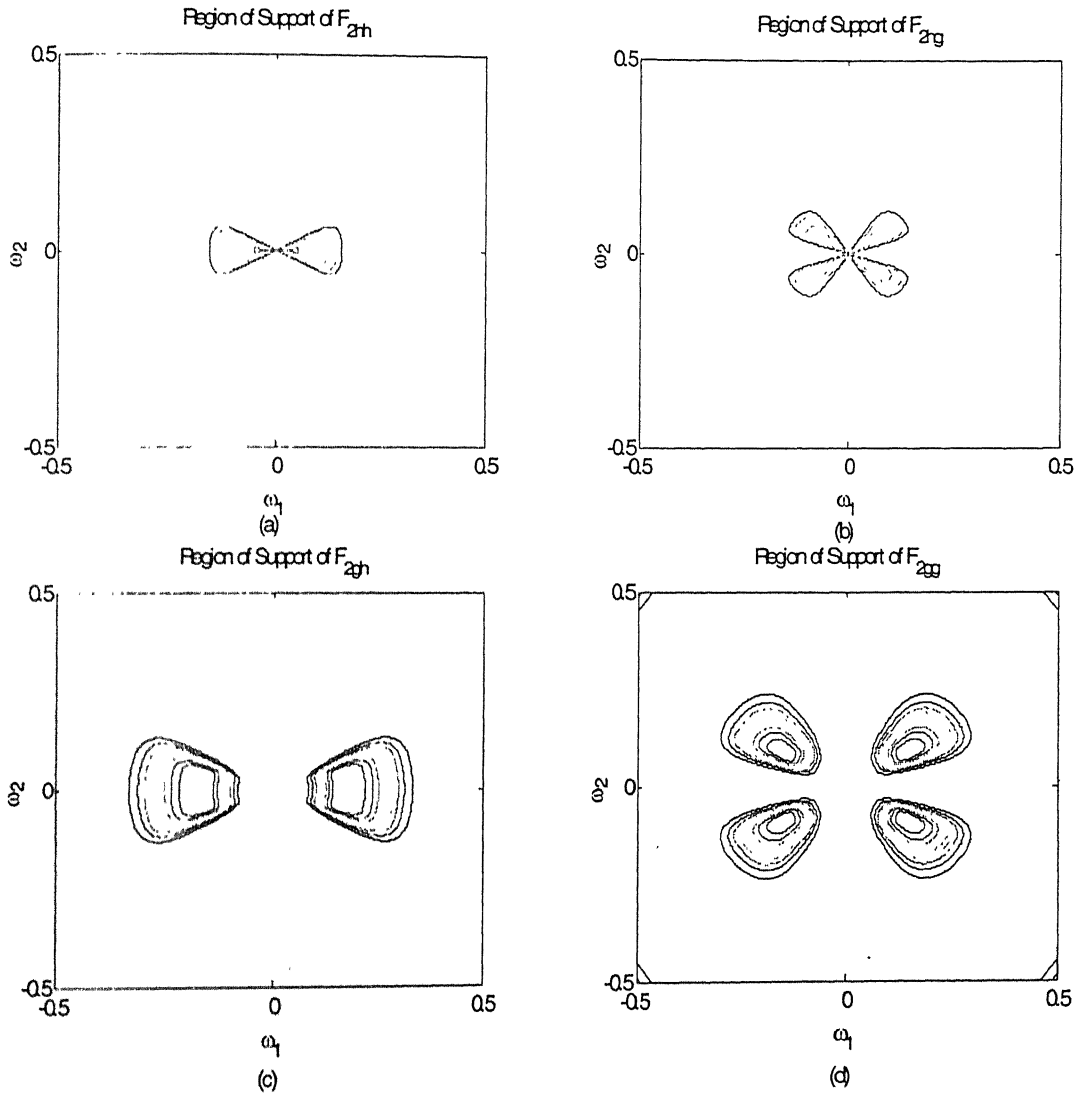 Region of Support of F2hh
Region of Support of F2hg
0.5
ω2
0
-0.5
-0.5
0
0.5
ω1
(a)
0.5
ω2
0
-0.5
-0.5
0
0.5
ω1
(b)
Region of Support of F2gh
Region of Support of F2gg
0.5
ω2
0
-0.5
-0.5
0
0.5
ω1
(c)
0.5
ω2
0
-0.5
-0.5
0
0.5
ω1
(d)